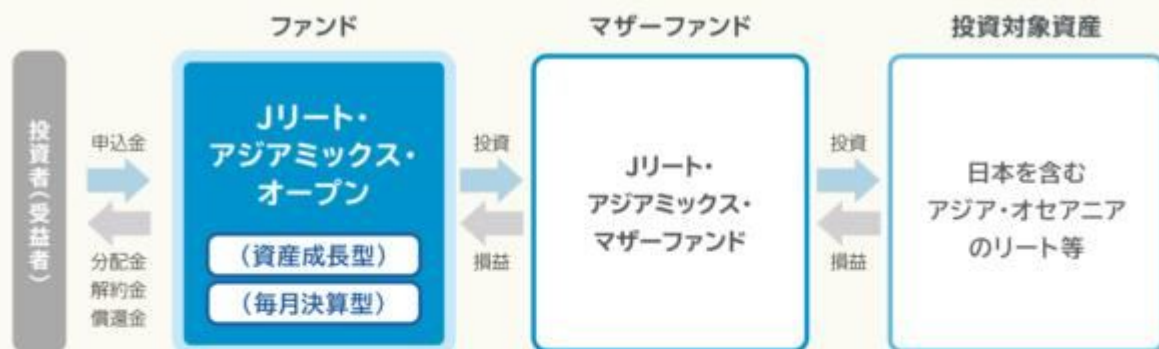 ファンド
マザーファンド
投資対象資産
投資者(受益者)
申込金
分配金
解約金
償還金
Jリート・
アジアミックス・
オープン
(資産成長型)
(毎月決算型)
投資
損益
Jリート・
アジアミックス・
マザーファンド
投資
損益
日本を含む
アジア・オセアニア
のリート等